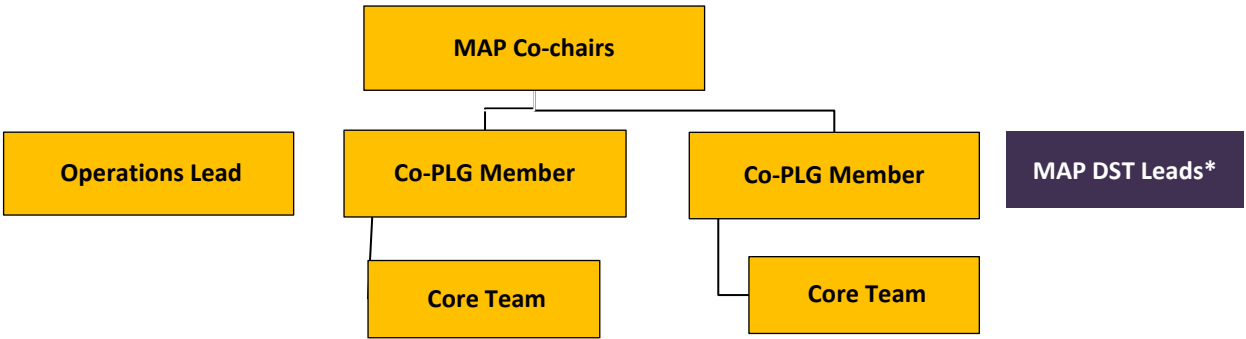 MAP Co-chairs
Operations Lead
Co-PLG Member
Co-PLG Member
MAP DST Leads*
Core Team
Core Team